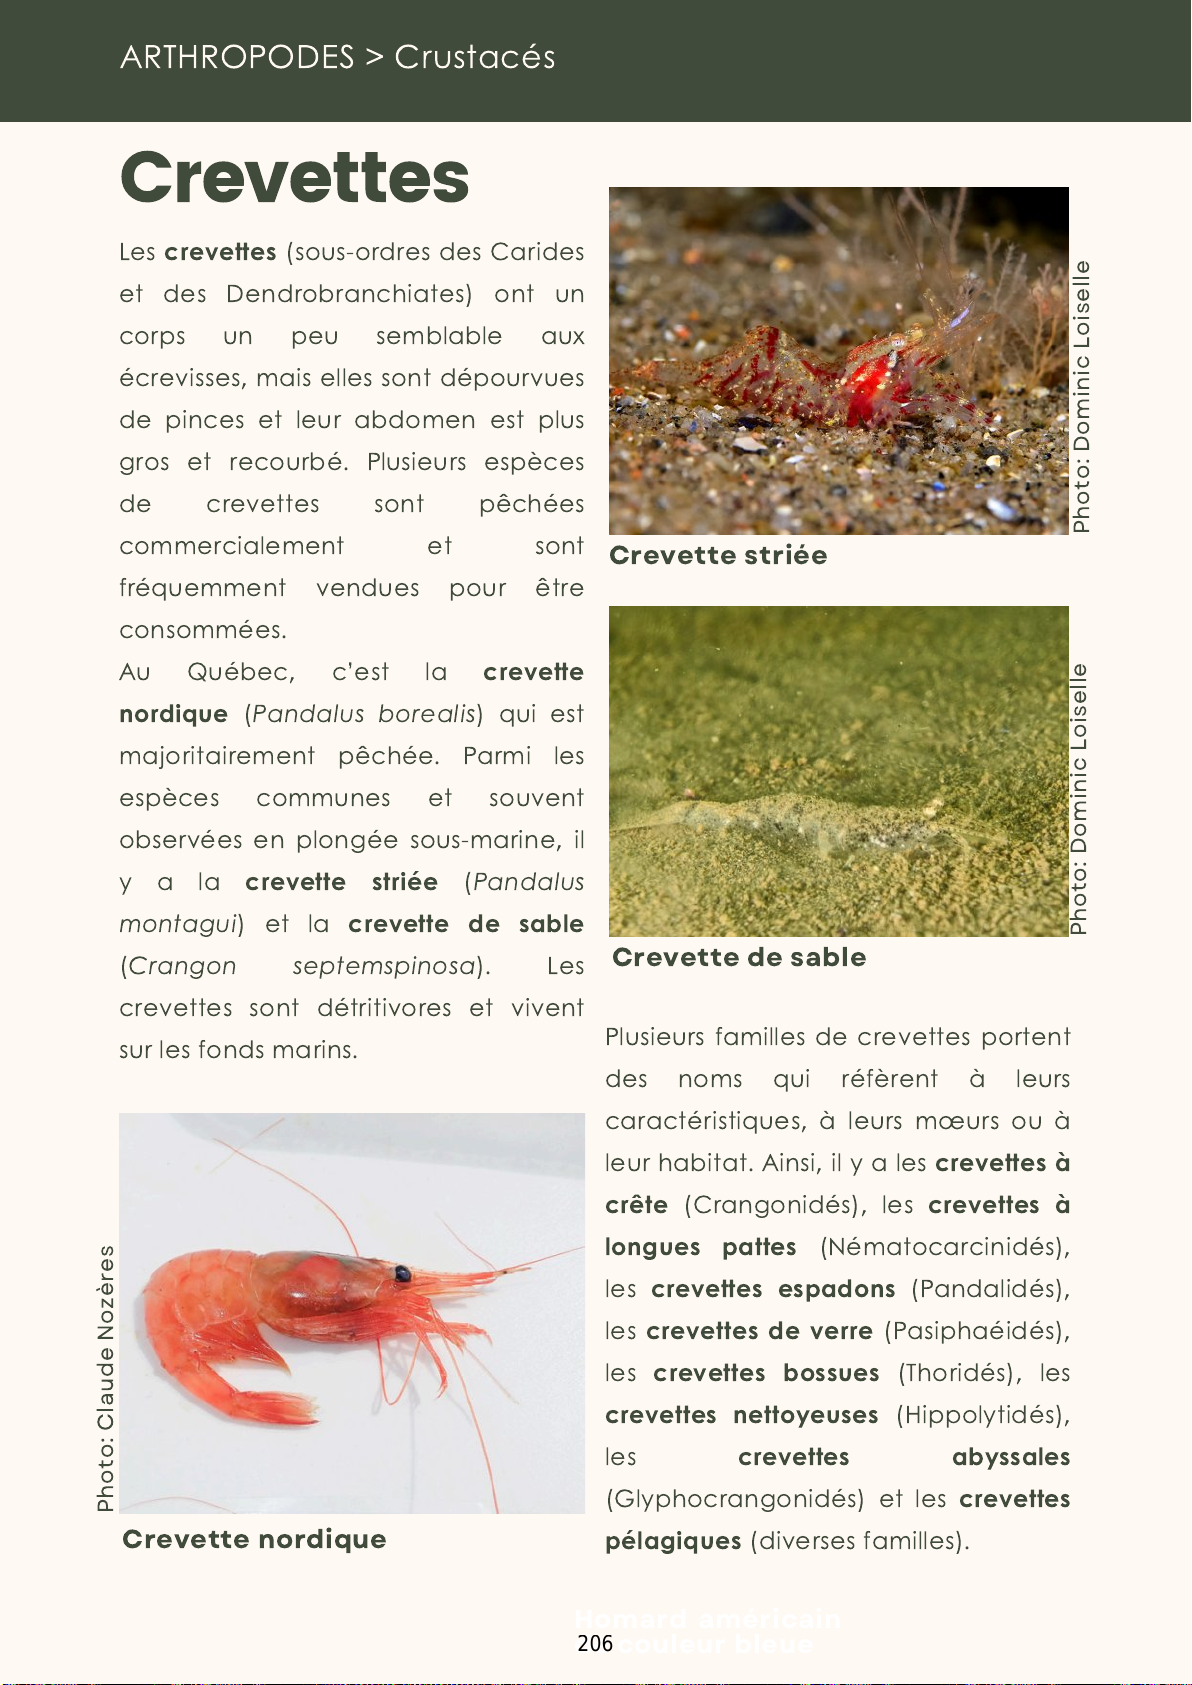 ARTHROPODES > Crustacés
Crevettes
Les crevettes (sous-ordres des Carides
et des Dendrobranchiates) ont un
corps un peu semblable aux
écrevisses, mais elles sont dépourvues
de pinces et leur abdomen est plus
gros et recourbé. Plusieurs espèces
de crevettes sont pêchées
commercialement et sont
fréquemment vendues pour être
consommées.
Au Québec, c'est la crevette
nordique (Pandalus borealis) qui est
majoritairement pêchée. Parmi les
espèces communes et souvent
observées en plongée sous-marine, il
y a la crevette striée (Pandalus
montagui) et la crevette de sable
(Crangon septemspinosa). Les
crevettes sont détritivores et vivent
sur les fonds marins.
Photo: Claude Nozères
Crevette nordique
Photo: Dominic Loiselle
Crevette striée
Photo: Dominic Loiselle
Crevette de sable
Plusieurs familles de crevettes portent
des noms qui réfèrent à leurs
caractéristiques, à leurs mœurs ou à
leur habitat. Ainsi, il y a les crevettes à
crête (Crangonidés), les crevettes à
longues pattes (Nématocarcinidés),
les crevettes espadons (Pandalidés),
les crevettes de verre (Pasiphaéidés),
les crevettes bossues (Thoridés), les
crevettes nettoyeuses (Hippolytidés),
les crevettes abyssales
(Glyphocrangonidés) et les crevettes
pélagiques (diverses familles).
Homard américain
couleur bleue
206